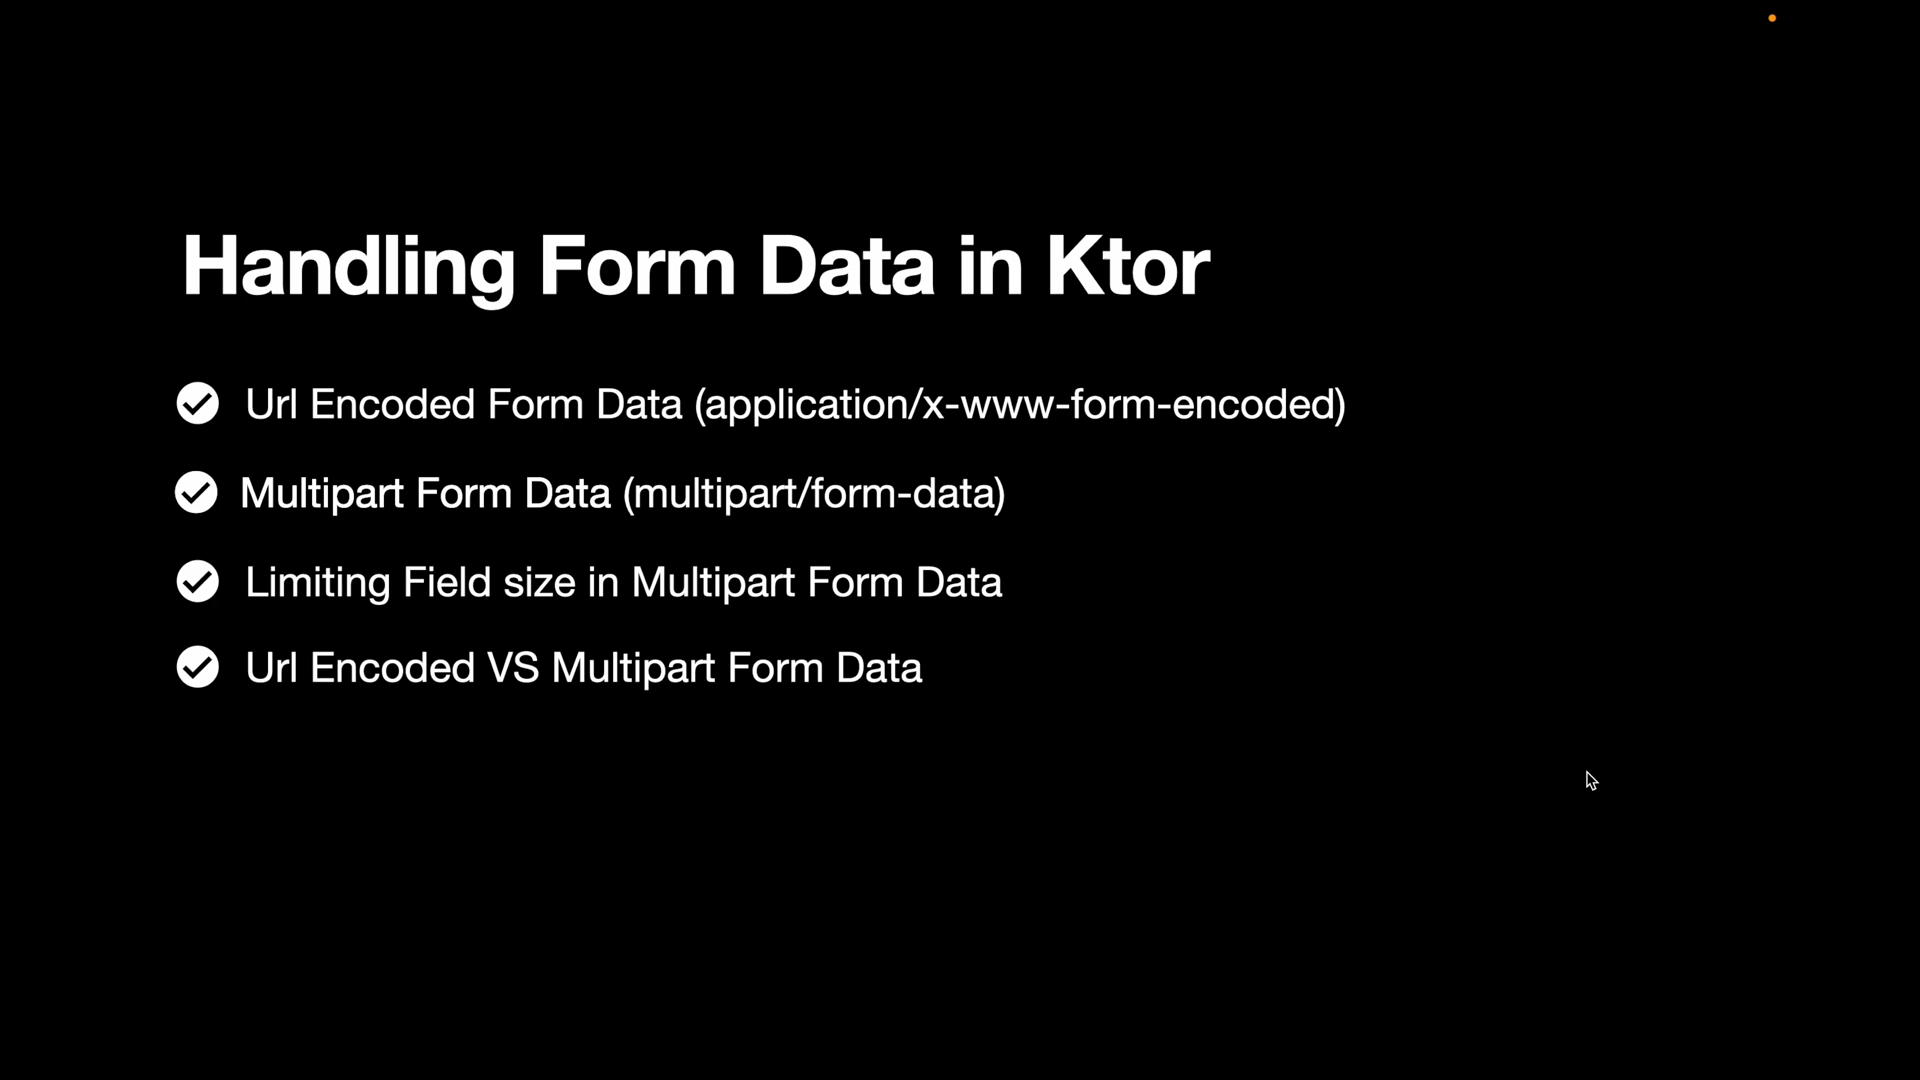 Handling Form Data in Ktor
Url Encoded Form Data (application/x-www-form-encoded)
Multipart Form Data (multipart/form-data)
Limiting Field size in Multipart Form Data
Url Encoded VS Multipart Form Data